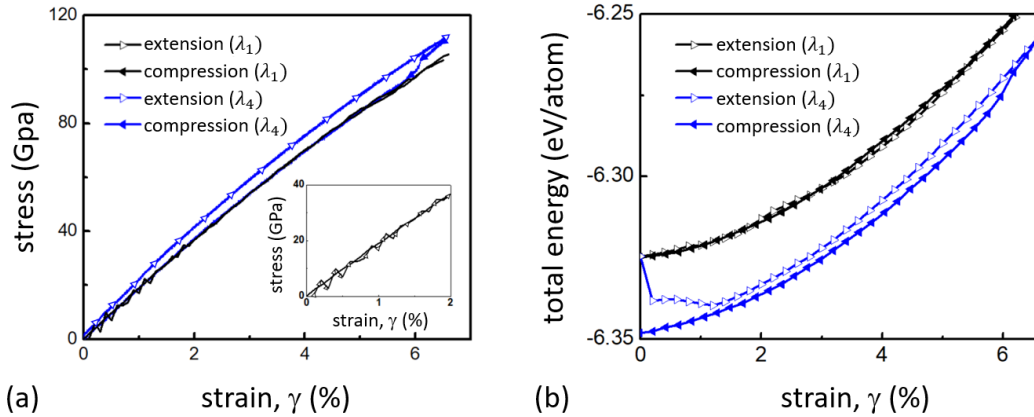 120
80
40
0
stress (GPa)
extension (λ1)
compression (λ1)
extension (λ4)
compression (λ4)
40
20
0
stress (GPa)
0
1
2
strain, γ (%)
0
2
4
6
(a)
strain, γ (%)
-6.25
-6.30
-6.35
total energy (eV/atom)
extension (λ1)
compression (λ1)
extension (λ4)
compression (λ4)
0
2
4
6
(b)
strain, γ (%)